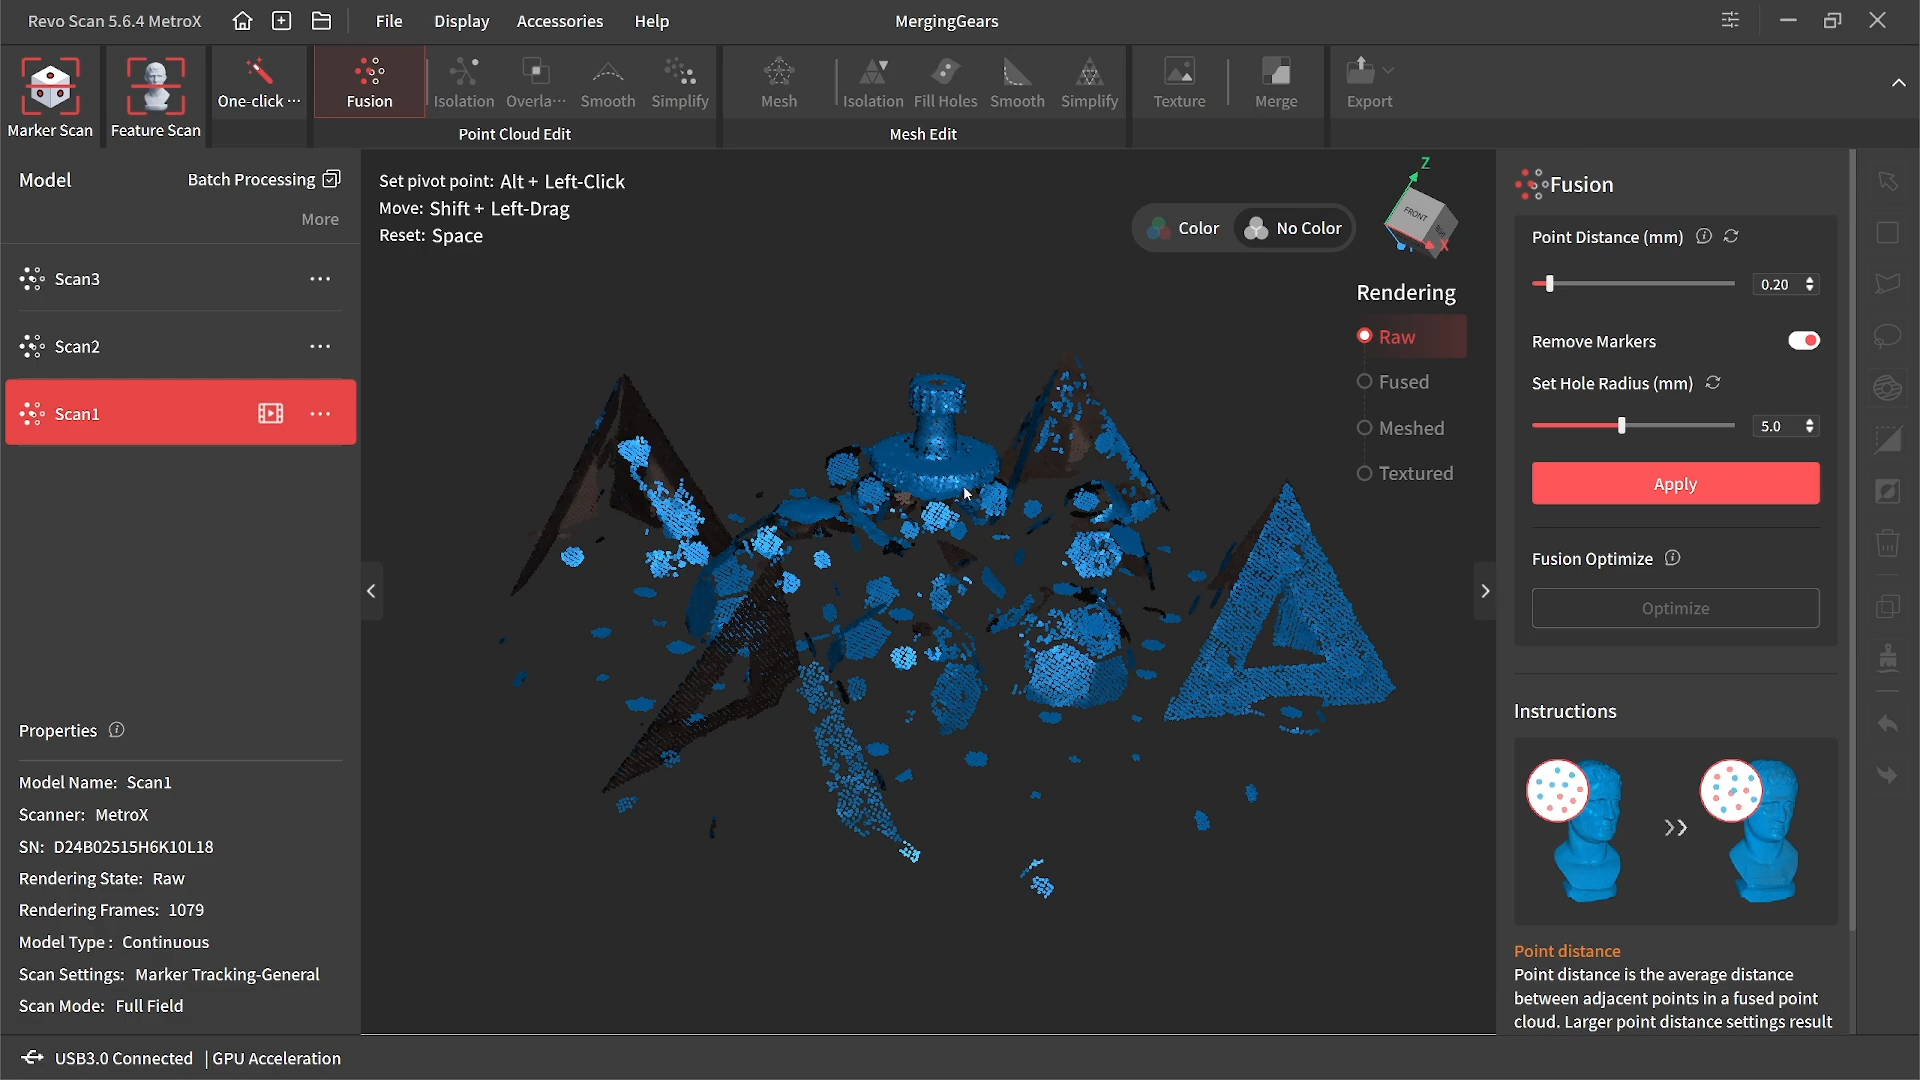 Revo Scan 5.6.4 MetroX
File
Display
Accessories
Help
MergingGears
Marker Scan
Feature Scan
One-click ···
Fusion
Isolation
Overla···
Smooth
Simplify
Point Cloud Edit
Mesh
Isolation
Fill Holes
Smooth
Simplify
Mesh Edit
Texture
Merge
Export
Model
Batch Processing
More
Scan3
Scan2
Scan1
Properties
Model Name: Scan1
Scanner: MetroX
SN: D24B02515H6K10L18
Rendering State: Raw
Rendering Frames: 1079
Model Type: Continuous
Scan Settings: Marker Tracking-General
Scan Mode: Full Field
Set pivot point: Alt + Left-Click
Move: Shift + Left-Drag
Reset: Space
Color
No Color
Z
FRONT
X
Rendering
Raw
Fused
Meshed
Textured
Fusion
Point Distance (mm)
0.20
Remove Markers
Set Hole Radius (mm)
5.0
Apply
Fusion Optimize
Optimize
Instructions
Point distance
Point distance is the average distance
between adjacent points in a fused point
cloud. Larger point distance settings result
USB3.0 Connected | GPU Acceleration